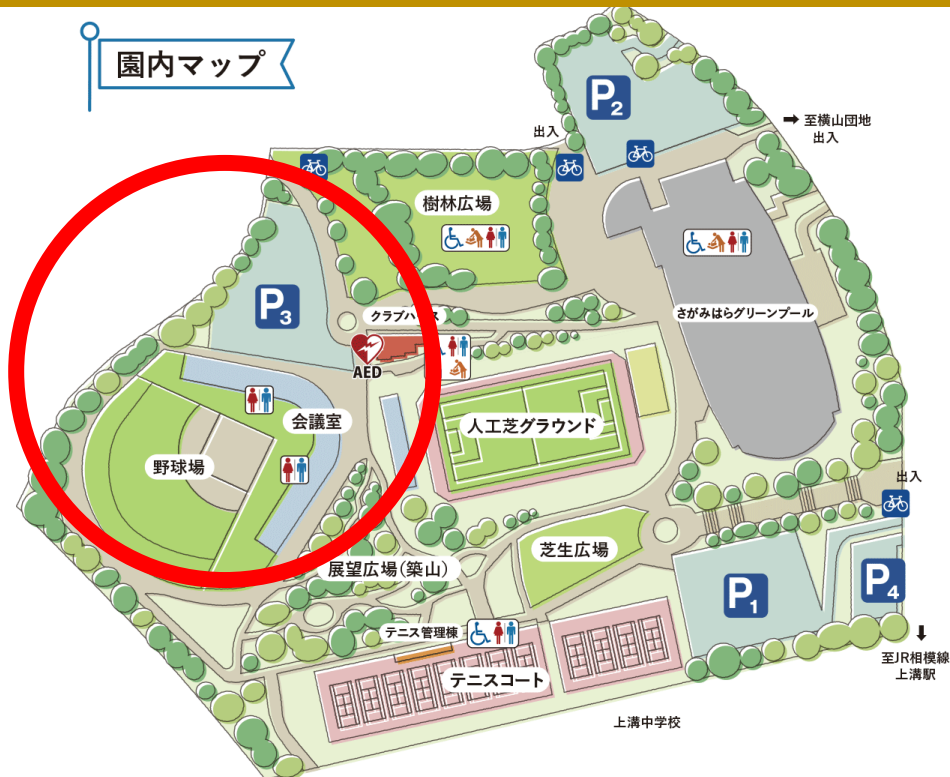 園内マップ
P2
出入
→ 至横山団地
出入
樹林広場
P3
クラブハウス
さがみはらグリーンプール
AED
人工芝グラウンド
会議室
野球場
出入
芝生広場
展望広場(築山)
P1
P4
テニス管理棟
テニスコート
至JR相模線
上溝駅
上溝中学校